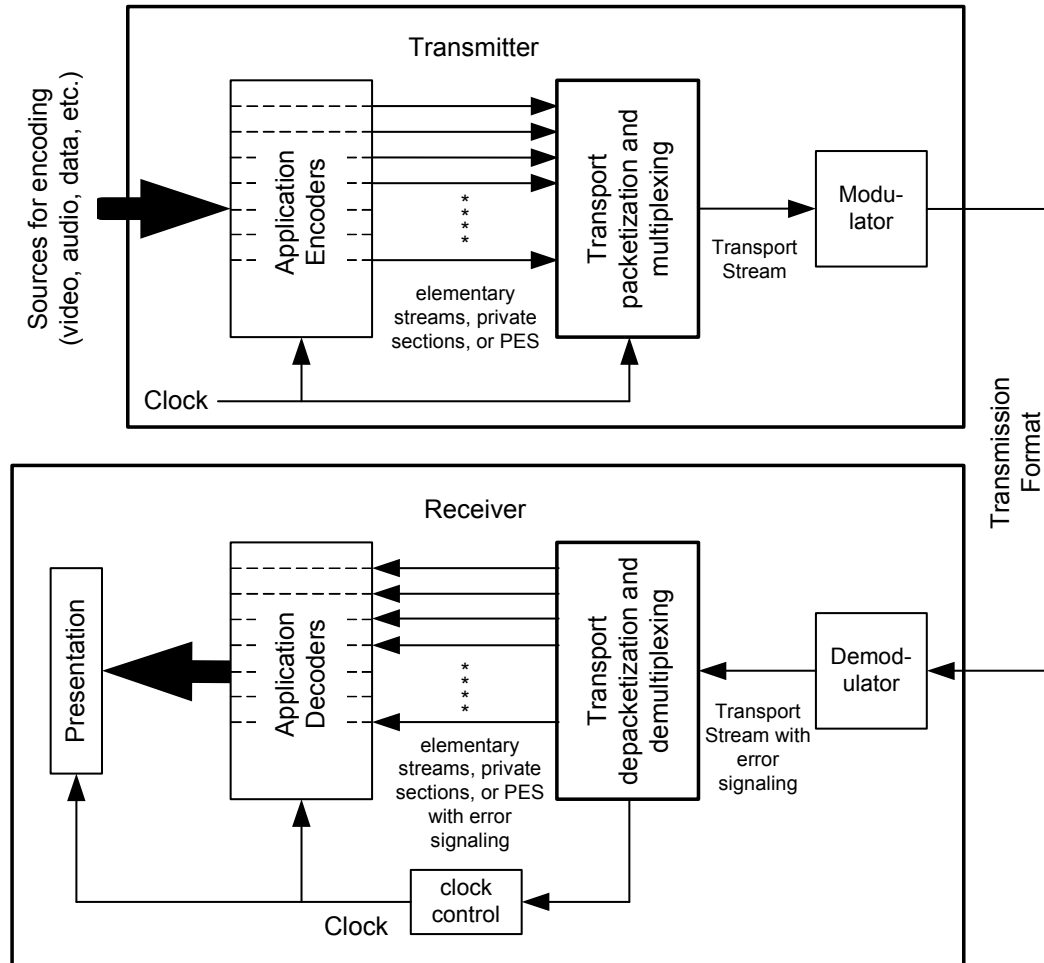 Transmitter
Sources for encoding
(video, audio, data, etc.)
Application
Encoders
*
*
*
*
elementary
streams, private
sections, or PES
Transport
packetization and
multiplexing
Transport
Stream
Modu-
lator
Clock
Transmission
Format
Receiver
Presentation
Application
Decoders
*
*
*
*
elementary
streams, private
sections, or PES
with error
signaling
Transport
depacketization and
demultiplexing
Transport
Stream with
error
signaling
Demod-
ulator
clock
control
Clock